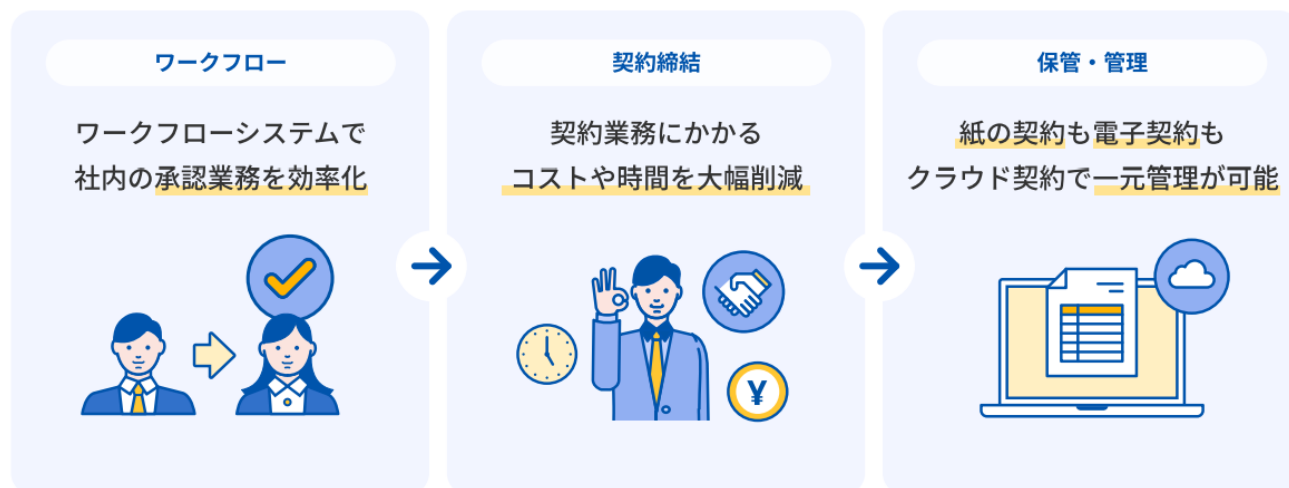 ワークフロー
ワークフローシステムで
社内の承認業務を効率化
契約締結
契約業務にかかる
コストや時間を大幅削減
¥
保管・管理
紙の契約も電子契約も
クラウド契約で一元管理が可能